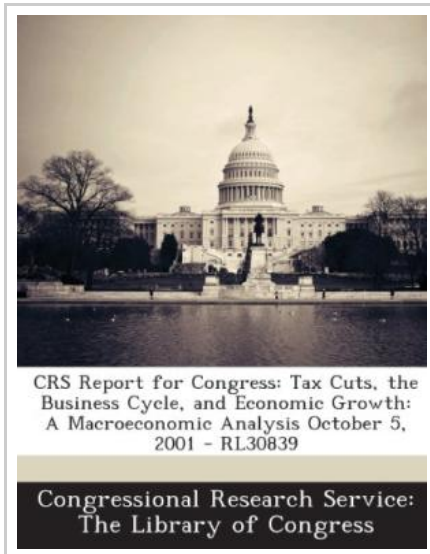 CRS Report for Congress: Tax Cuts, the
Business Cycle, and Economic Growth:
A Macroeconomic Analysis October 5,
2001 - RL30839
Congressional Research Service:
The Library of Congress